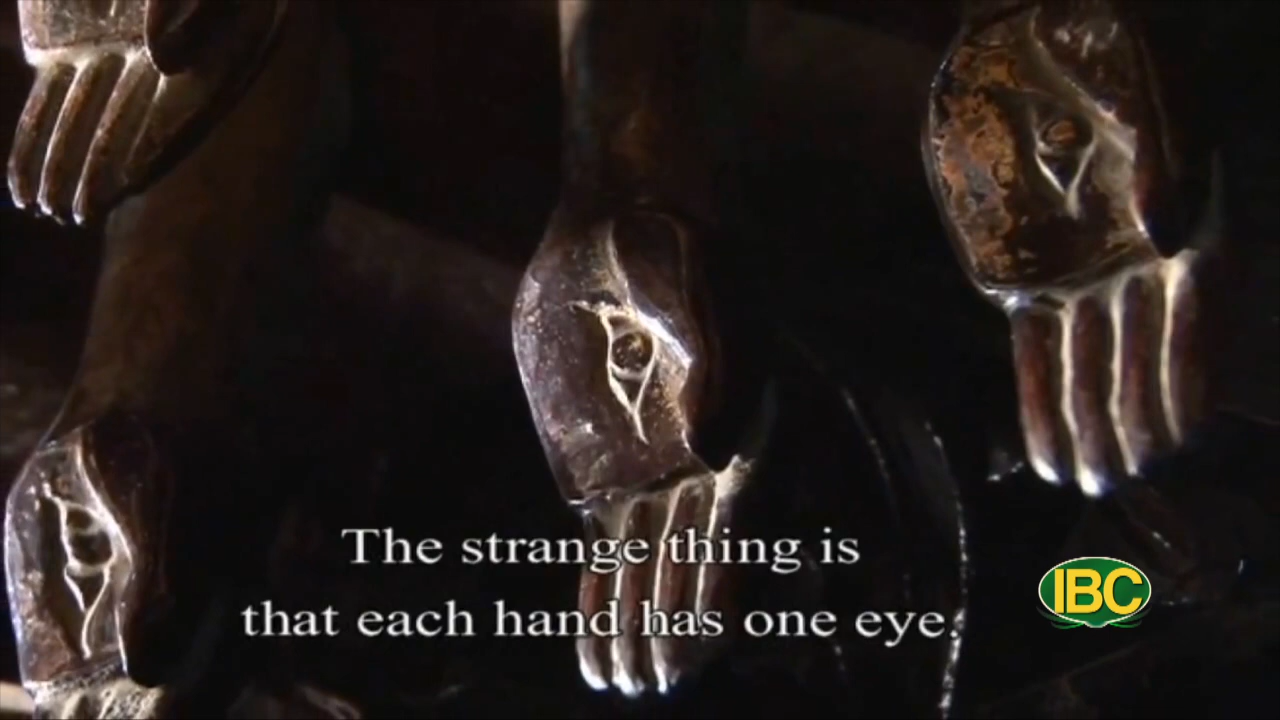 The strange thing is
that each hand has one eye.
IBC